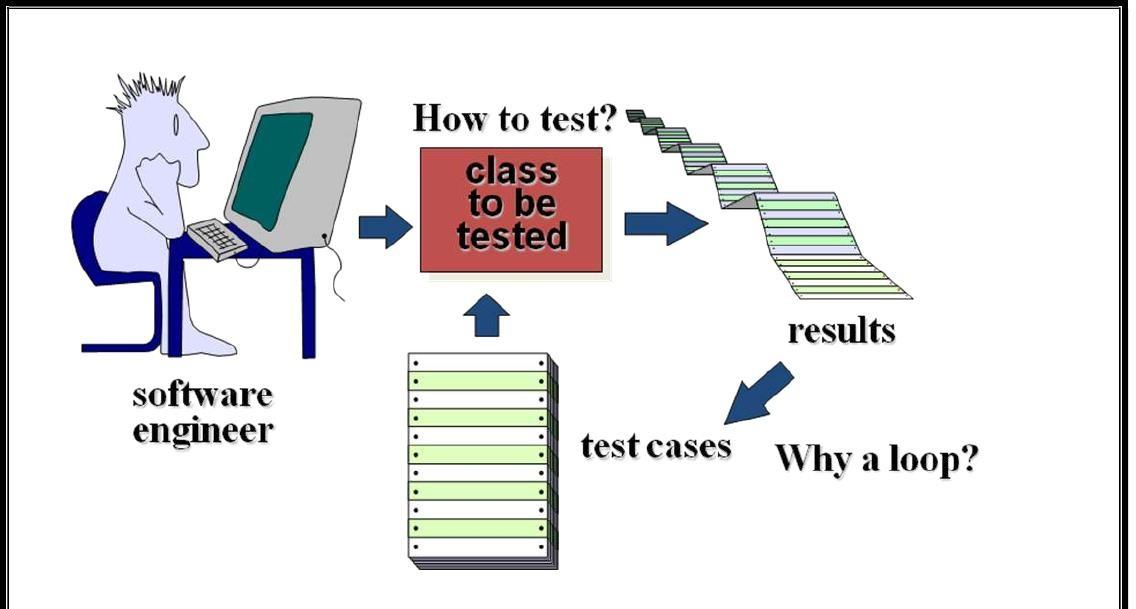 How to test?
class
to be
tested
results
software
engineer
test cases
Why a loop?